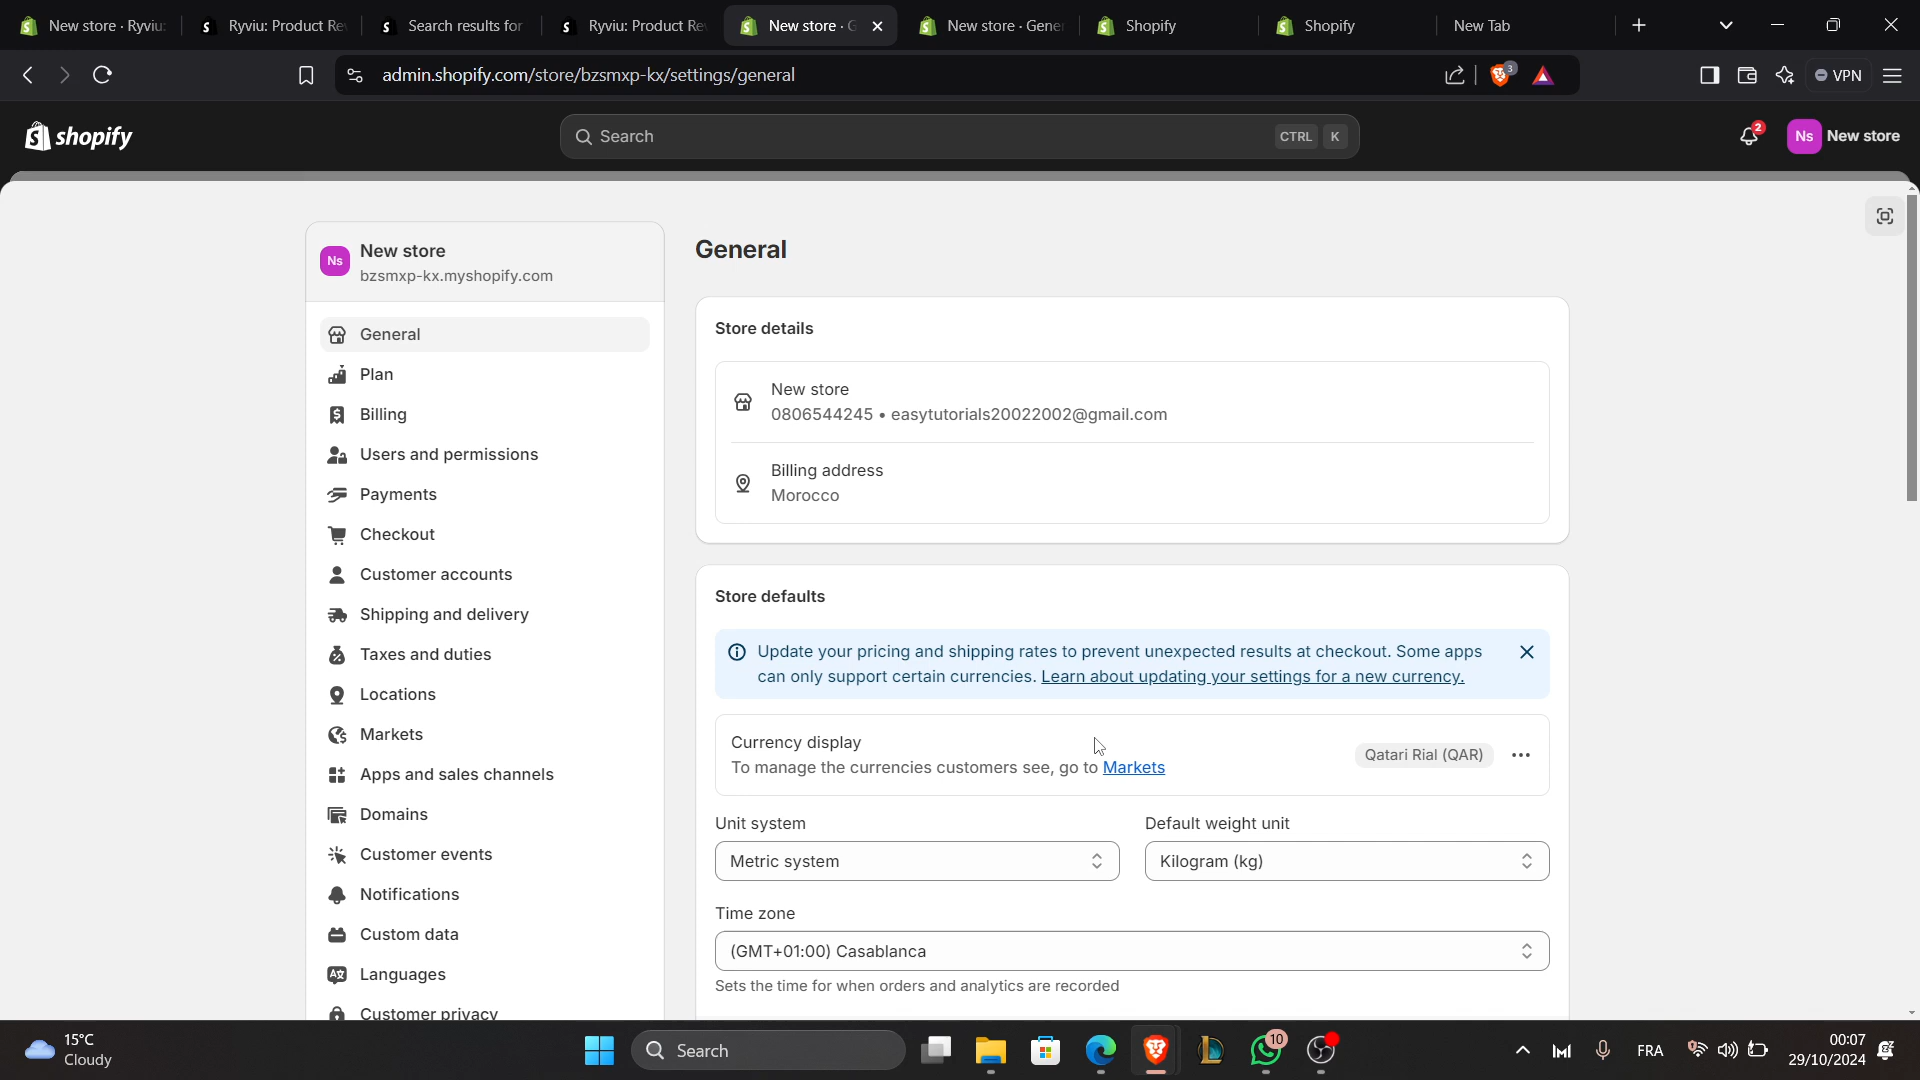 New store · Ryviu:
Ryviu: Product Re
Search results for
Ryviu: Product Re
New store · G
New store · Gene
Shopify
Shopify
New Tab
admin.shopify.com/store/bzsmxp-kx/settings/general
3
VPN
shopify
Search
CTRL K
2
Ns New store
Ns
New store
bzsmxp-kx.myshopify.com
General
Plan
Billing
Users and permissions
Payments
Checkout
Customer accounts
Shipping and delivery
Taxes and duties
Locations
Markets
Apps and sales channels
Domains
Customer events
Notifications
Custom data
Languages
Customer privacy
General
Store details
New store
0806544245 • easytutorials20022002@gmail.com
Billing address
Morocco
Store defaults
Update your pricing and shipping rates to prevent unexpected results at checkout. Some apps
can only support certain currencies. Learn about updating your settings for a new currency.
Currency display
To manage the currencies customers see, go to Markets
Qatari Rial (QAR)
Unit system
Metric system
Default weight unit
Kilogram (kg)
Time zone
(GMT+01:00) Casablanca
Sets the time for when orders and analytics are recorded
15°C
Cloudy
Search
10
FRA
00:07
29/10/2024